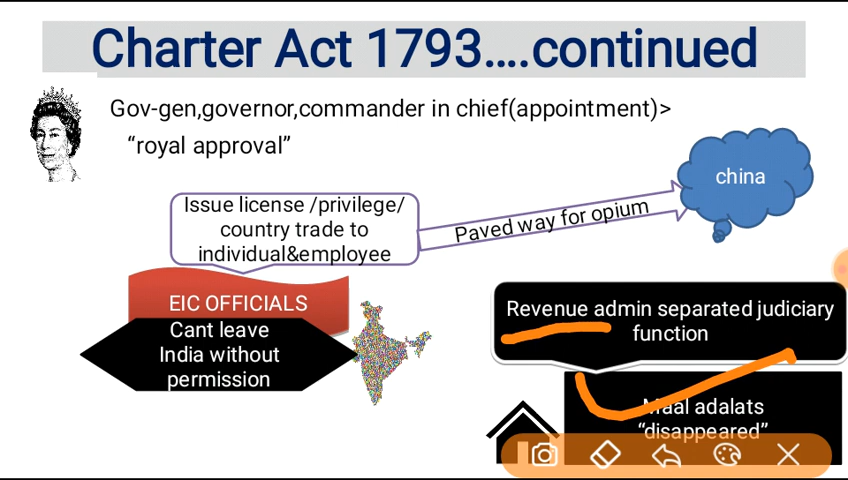 Charter Act 1793....continued
Gov-gen,governor,commander in chief(appointment)>
“royal approval”
china
Issue license /privilege/
country trade to
individual&employee
Paved way for opium
EIC OFFICIALS
Cant leave
India without
permission
Revenue admin separated judiciary
function
Maal adalats
“disappeared”